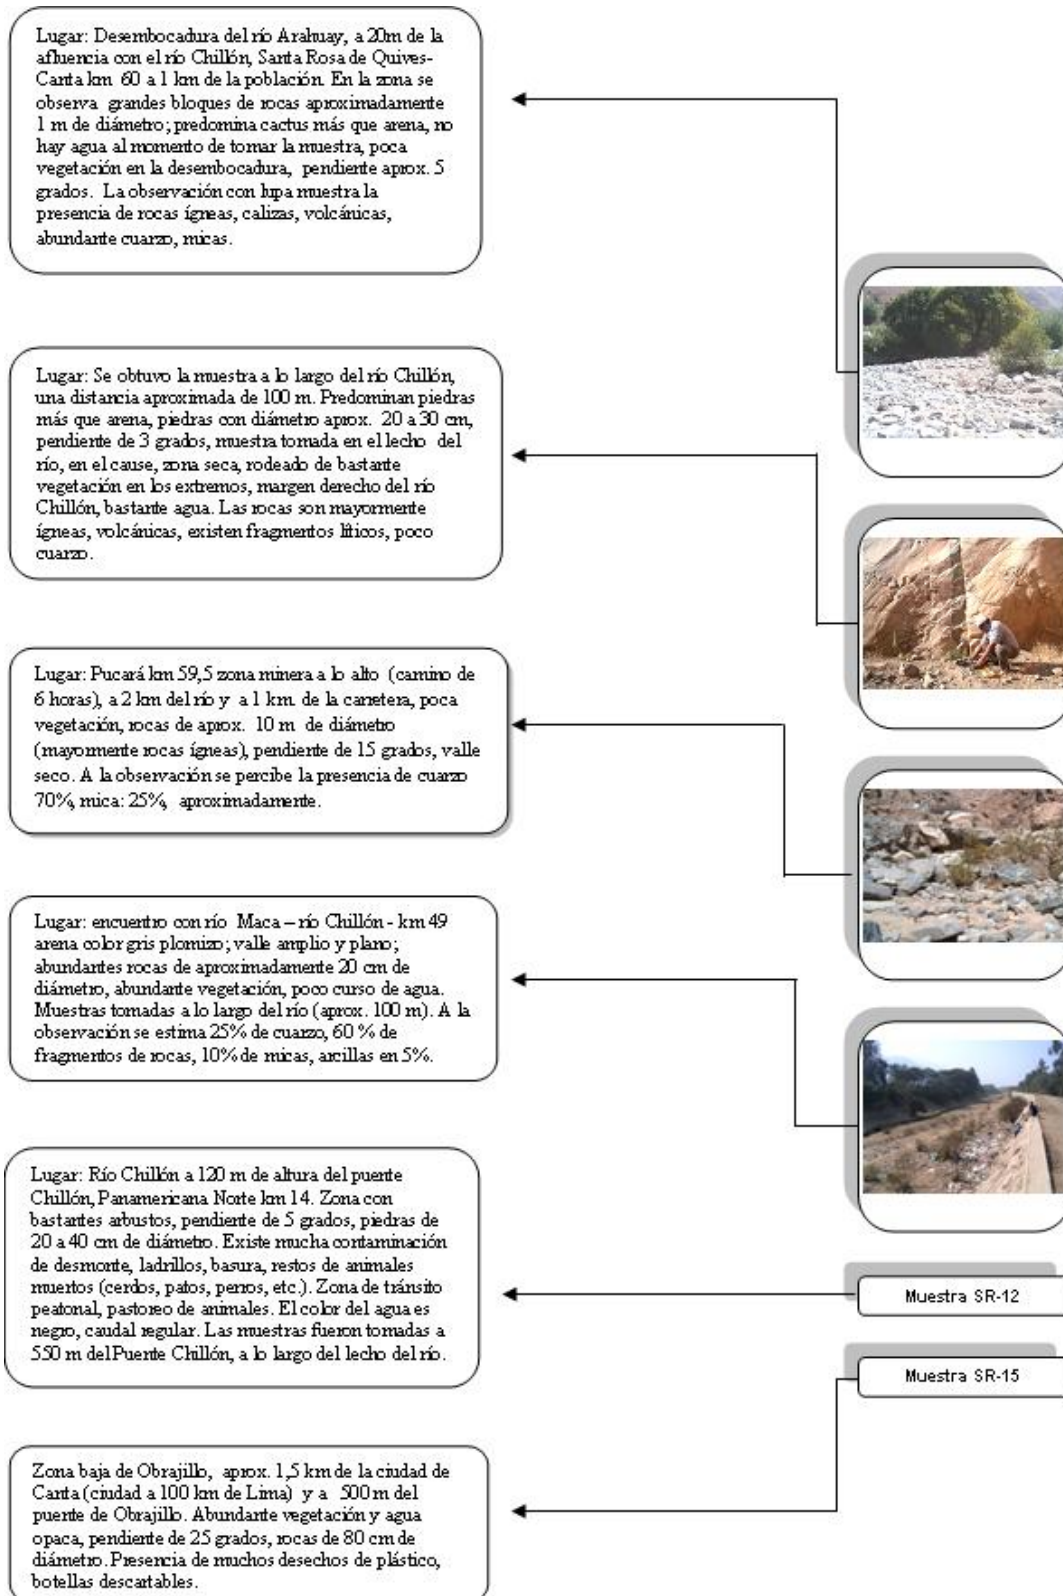 Lugar: Desembocadura del río Arahuay, a 20m de la
afluencia con el río Chillón, Santa Rosa de Quives-
Canta km 60 a 1 km de la población. En la zona se
observa grandes bloques de rocas aproximadamente
1 m de diámetro; predomina cactus más que arena, no
hay agua al momento de tomar la muestra, poca
vegetación en la desembocadura, pendiente aprox. 5
grados. La observación con lupa muestra la
presencia de rocas ígneas, calizas, volcánicas,
abundante cuarzo, micas.
Lugar: Se obtuvo la muestra a lo largo del río Chillón,
una distancia aproximada de 100 m. Predominan piedras
más que arena, piedras con diámetro aprox. 20 a 30 cm,
pendiente de 3 grados, muestra tomada en el lecho del
río, en el cause, zona seca, rodeado de bastante
vegetación en los extremos, margen derecho del río
Chillón, bastante agua. Las rocas son mayormente
ígneas, volcánicas, existen fragmentos líticos, poco
cuarzo.
Lugar: Pucará km 59,5 zona minera a lo alto (camino de
6 horas), a 2 km del río y a 1 km. de la carretera, poca
vegetación, rocas de aprox. 10 m de diámetro
(mayormente rocas ígneas), pendiente de 15 grados, valle
seco. A la observación se percibe la presencia de cuarzo
70%, mica: 25%, aproximadamente.
Lugar: encuentro con río Maca – río Chillón - km 49
arena color gris plomizo; valle amplio y plano;
abundantes rocas de aproximadamente 20 cm de
diámetro, abundante vegetación, poco curso de agua.
Muestras tomadas a lo largo del río (aprox. 100 m). A la
observación se estima 25% de cuarzo, 60 % de
fragmentos de rocas, 10% de micas, arcillas en 5%.
Lugar: Río Chillón a 120 m de altura del puente
Chillón, Panamericana Norte km 14. Zona con
bastantes arbustos, pendiente de 5 grados, piedras de
20 a 40 cm de diámetro. Existe mucha contaminación
de desmonte, ladrillos, basura, restos de animales
muertos (cerdos, patos, perros, etc.). Zona de tránsito
peatonal, pastoreo de animales. El color del agua es
negro, caudal regular. Las muestras fueron tomadas a
550 m del Puente Chillón, a lo largo del lecho del río.
Muestra SR-12
Muestra SR-15
Zona baja de Obrajillo, aprox. 1,5 km de la ciudad de
Canta (ciudad a 100 km de Lima) y a 500 m del
puente de Obrajillo. Abundante vegetación y agua
opaca, pendiente de 25 grados, rocas de 80 cm de
diámetro. Presencia de muchos desechos de plástico,
botellas descartables.